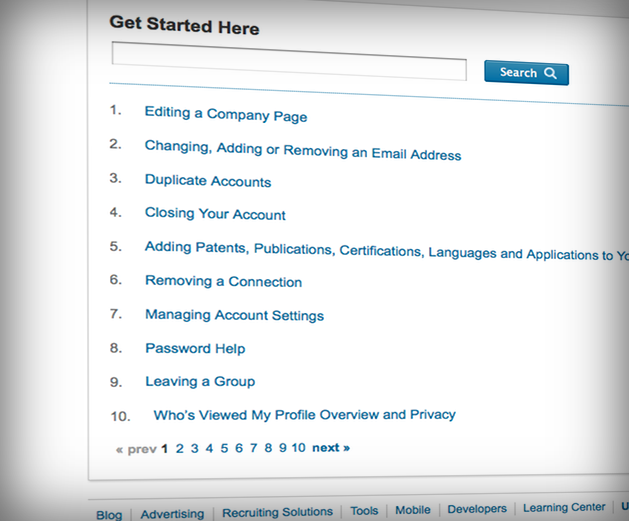 Get Started Here
Search
1. Editing a Company Page
2. Changing, Adding or Removing an Email Address
3. Duplicate Accounts
4. Closing Your Account
5. Adding Patents, Publications, Certifications, Languages and Applications to Yo
6. Removing a Connection
7. Managing Account Settings
8. Password Help
9. Leaving a Group
10. Who's Viewed My Profile Overview and Privacy
« prev 1 2 3 4 5 6 7 8 9 10 next »
Blog | Advertising | Recruiting Solutions | Tools | Mobile | Developers | Learning Center | U